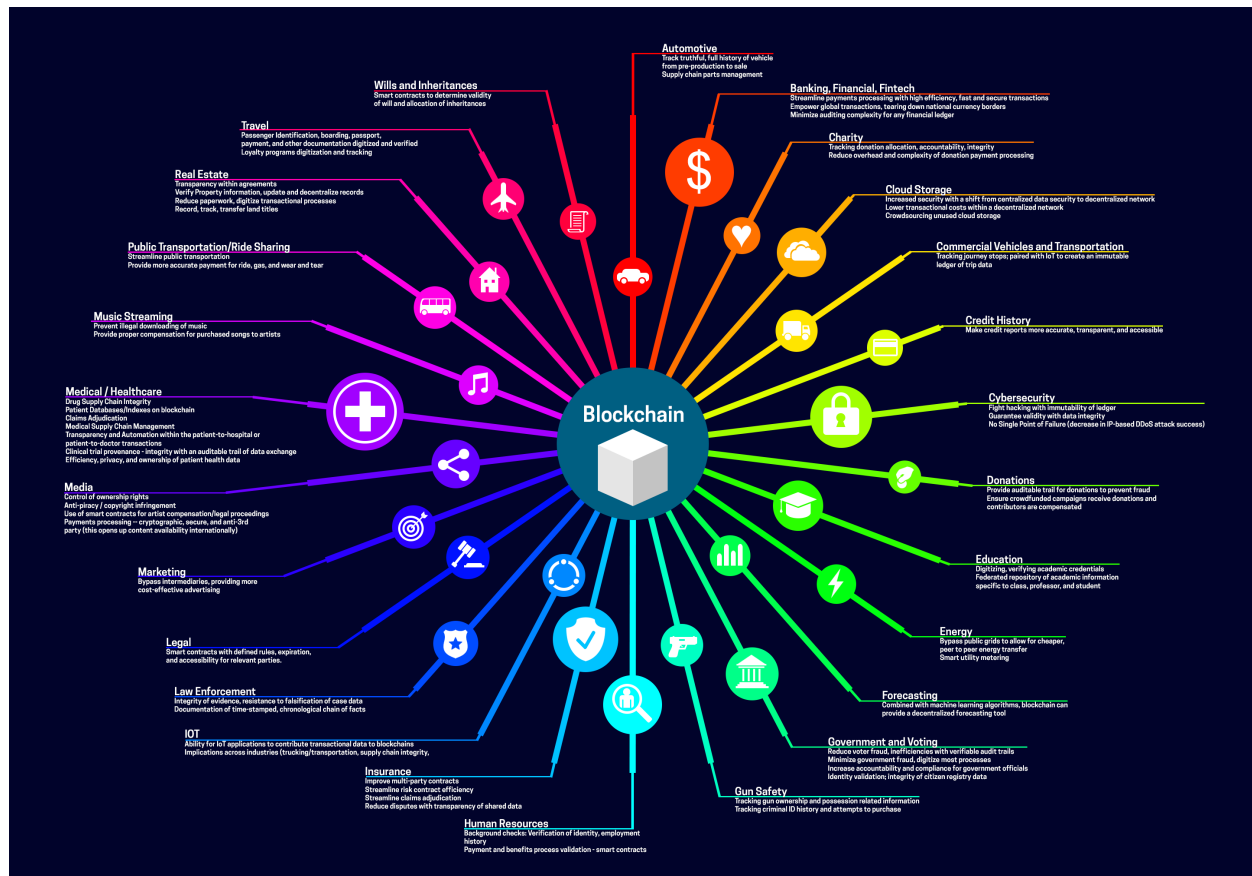 Blockchain
Automotive
Track truthful, full history of vehicle
from pre-production to sale
Supply chain parts management
Banking, Financial, Fintech
Streamline payments processing with high efficiency, fast and secure transactions
Empower global transactions, tearing down national currency borders
Minimize auditing complexity for any financial ledger
Charity
Tracking donation allocation, accountability, integrity
Reduce overhead and complexity of donation payment processing
Cloud Storage
Increased security with a shift from centralized data security to decentralized network
Lower transactional costs within a decentralized network
Crowdsourcing unused cloud storage
Commercial Vehicles and Transportation
Tracking journey stops; paired with IoT to create an immutable
ledger of trip data
Credit History
Make credit reports more accurate, transparent, and accessible
Cybersecurity
Fight hacking with immutability of ledger
Guarantee validity with data integrity
No Single Point of Failure (decrease in IP-based DDoS attack success)
Donations
Provide auditable trail for donations to prevent fraud
Ensure crowdfunded campaigns receive donations and
contributors are compensated
Education
Digitizing, verifying academic credentials
Federated repository of academic information
specific to class, professor, and student
Energy
Bypass public grids to allow for cheaper,
peer to peer energy transfer
Smart utility metering
Forecasting
Combined with machine learning algorithms, blockchain can
provide a decentralized forecasting tool
Government and Voting
Reduce voter fraud, inefficiencies with verifiable audit trails
Minimize government fraud, digitize most processes
Increase accountability and compliance for government officials
Identity validation; integrity of citizen registry data
Gun Safety
Tracking gun ownership and possession related information
Tracking criminal ID history and attempts to purchase
Human Resources
Background checks: Verification of identity, employment
history
Payment and benefits process validation - smart contracts
Insurance
Improve multi-party contracts
Streamline risk contract efficiency
Streamline claims adjudication
Reduce disputes with transparency of shared data
IOT
Ability for IoT applications to contribute transactional data to blockchains
Implications across industries (trucking/transportation, supply chain integrity,
Law Enforcement
Integrity of evidence, resistance to falsification of case data
Documentation of time-stamped, chronological chain of facts
Legal
Smart contracts with defined rules, expiration,
and accessibility for relevant parties.
Marketing
Bypass intermediaries, providing more
cost-effective advertising
Media
Control of ownership rights
Anti-piracy / copyright infringement
Use of smart contracts for artist compensation/legal proceedings
Payments processing -- cryptographic, secure, and anti-3rd
party (this opens up content availability internationally)
Medical / Healthcare
Drug Supply Chain Integrity
Patient Databases/Indexes on blockchain
Claims Adjudication
Medical Supply Chain Management
Transparency and Automation within the patient-to-hospital or
patient-to-doctor transactions
Clinical trial provenance - integrity with an auditable trail of data exchange
Efficiency, privacy, and ownership of patient health data
Music Streaming
Prevent illegal downloading of music
Provide proper compensation for purchased songs to artists
Public Transportation/Ride Sharing
Streamline public transportation
Provide more accurate payment for ride, gas, and wear and tear
Real Estate
Transparency within agreements
Verify Property information, update and decentralize records
Reduce paperwork, digitize transactional processes
Record, track, transfer land titles
Travel
Passenger Identification, boarding, passport,
payment, and other documentation digitized and verified
Loyalty programs digitization and tracking
Wills and Inheritances
Smart contracts to determine validity
of will and allocation of inheritances
$